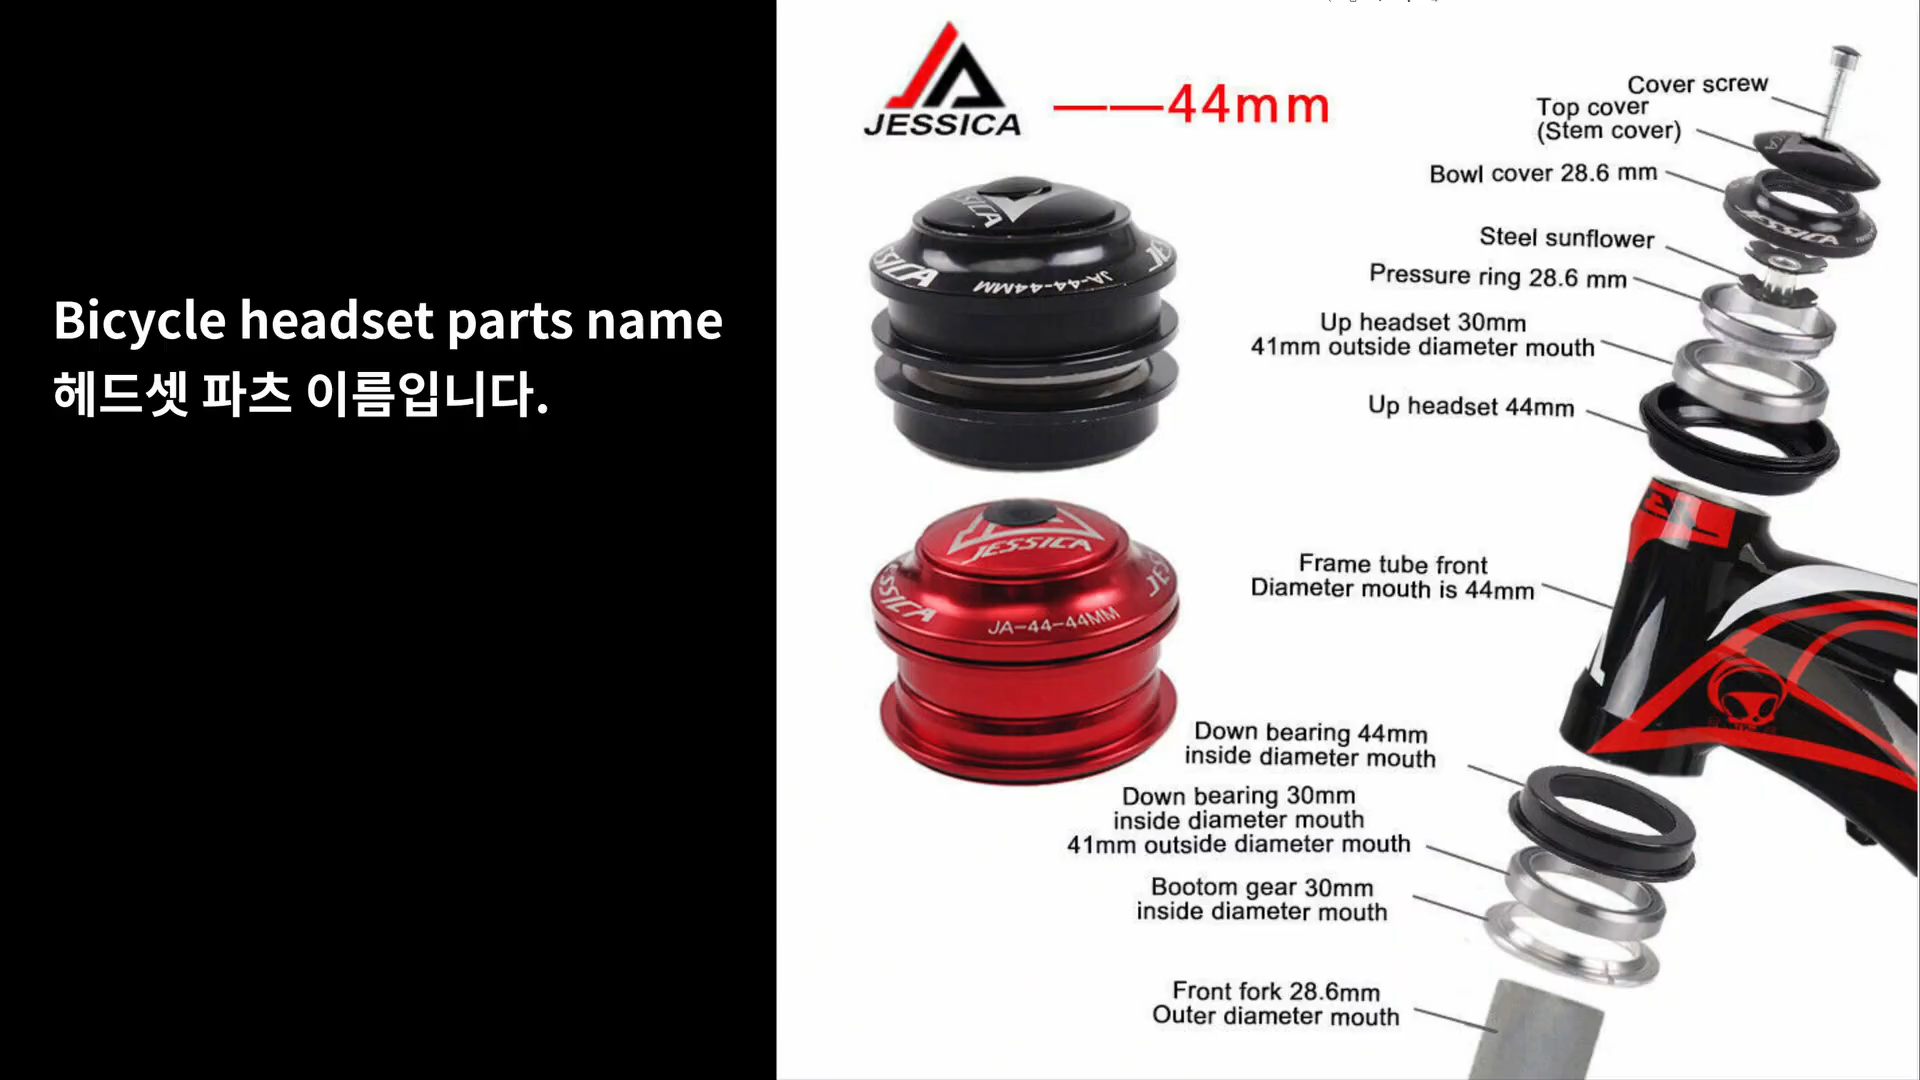 Bicycle headset parts name
헤드셋 파츠 이름입니다.
JESSICA
——44mm
Cover screw
Top cover
(Stem cover)
Bowl cover 28.6 mm
Steel sunflower
Pressure ring 28.6 mm
Up headset 30mm
41mm outside diameter mouth
Up headset 44mm
Frame tube front
Diameter mouth is 44mm
Down bearing 44mm
inside diameter mouth
Down bearing 30mm
inside diameter mouth
41mm outside diameter mouth
Bootom gear 30mm
inside diameter mouth
Front fork 28.6mm
Outer diameter mouth
JA-44-44MM
JESSICA
JESSICA
JESSICA
JA-44-44MM
JESSICA